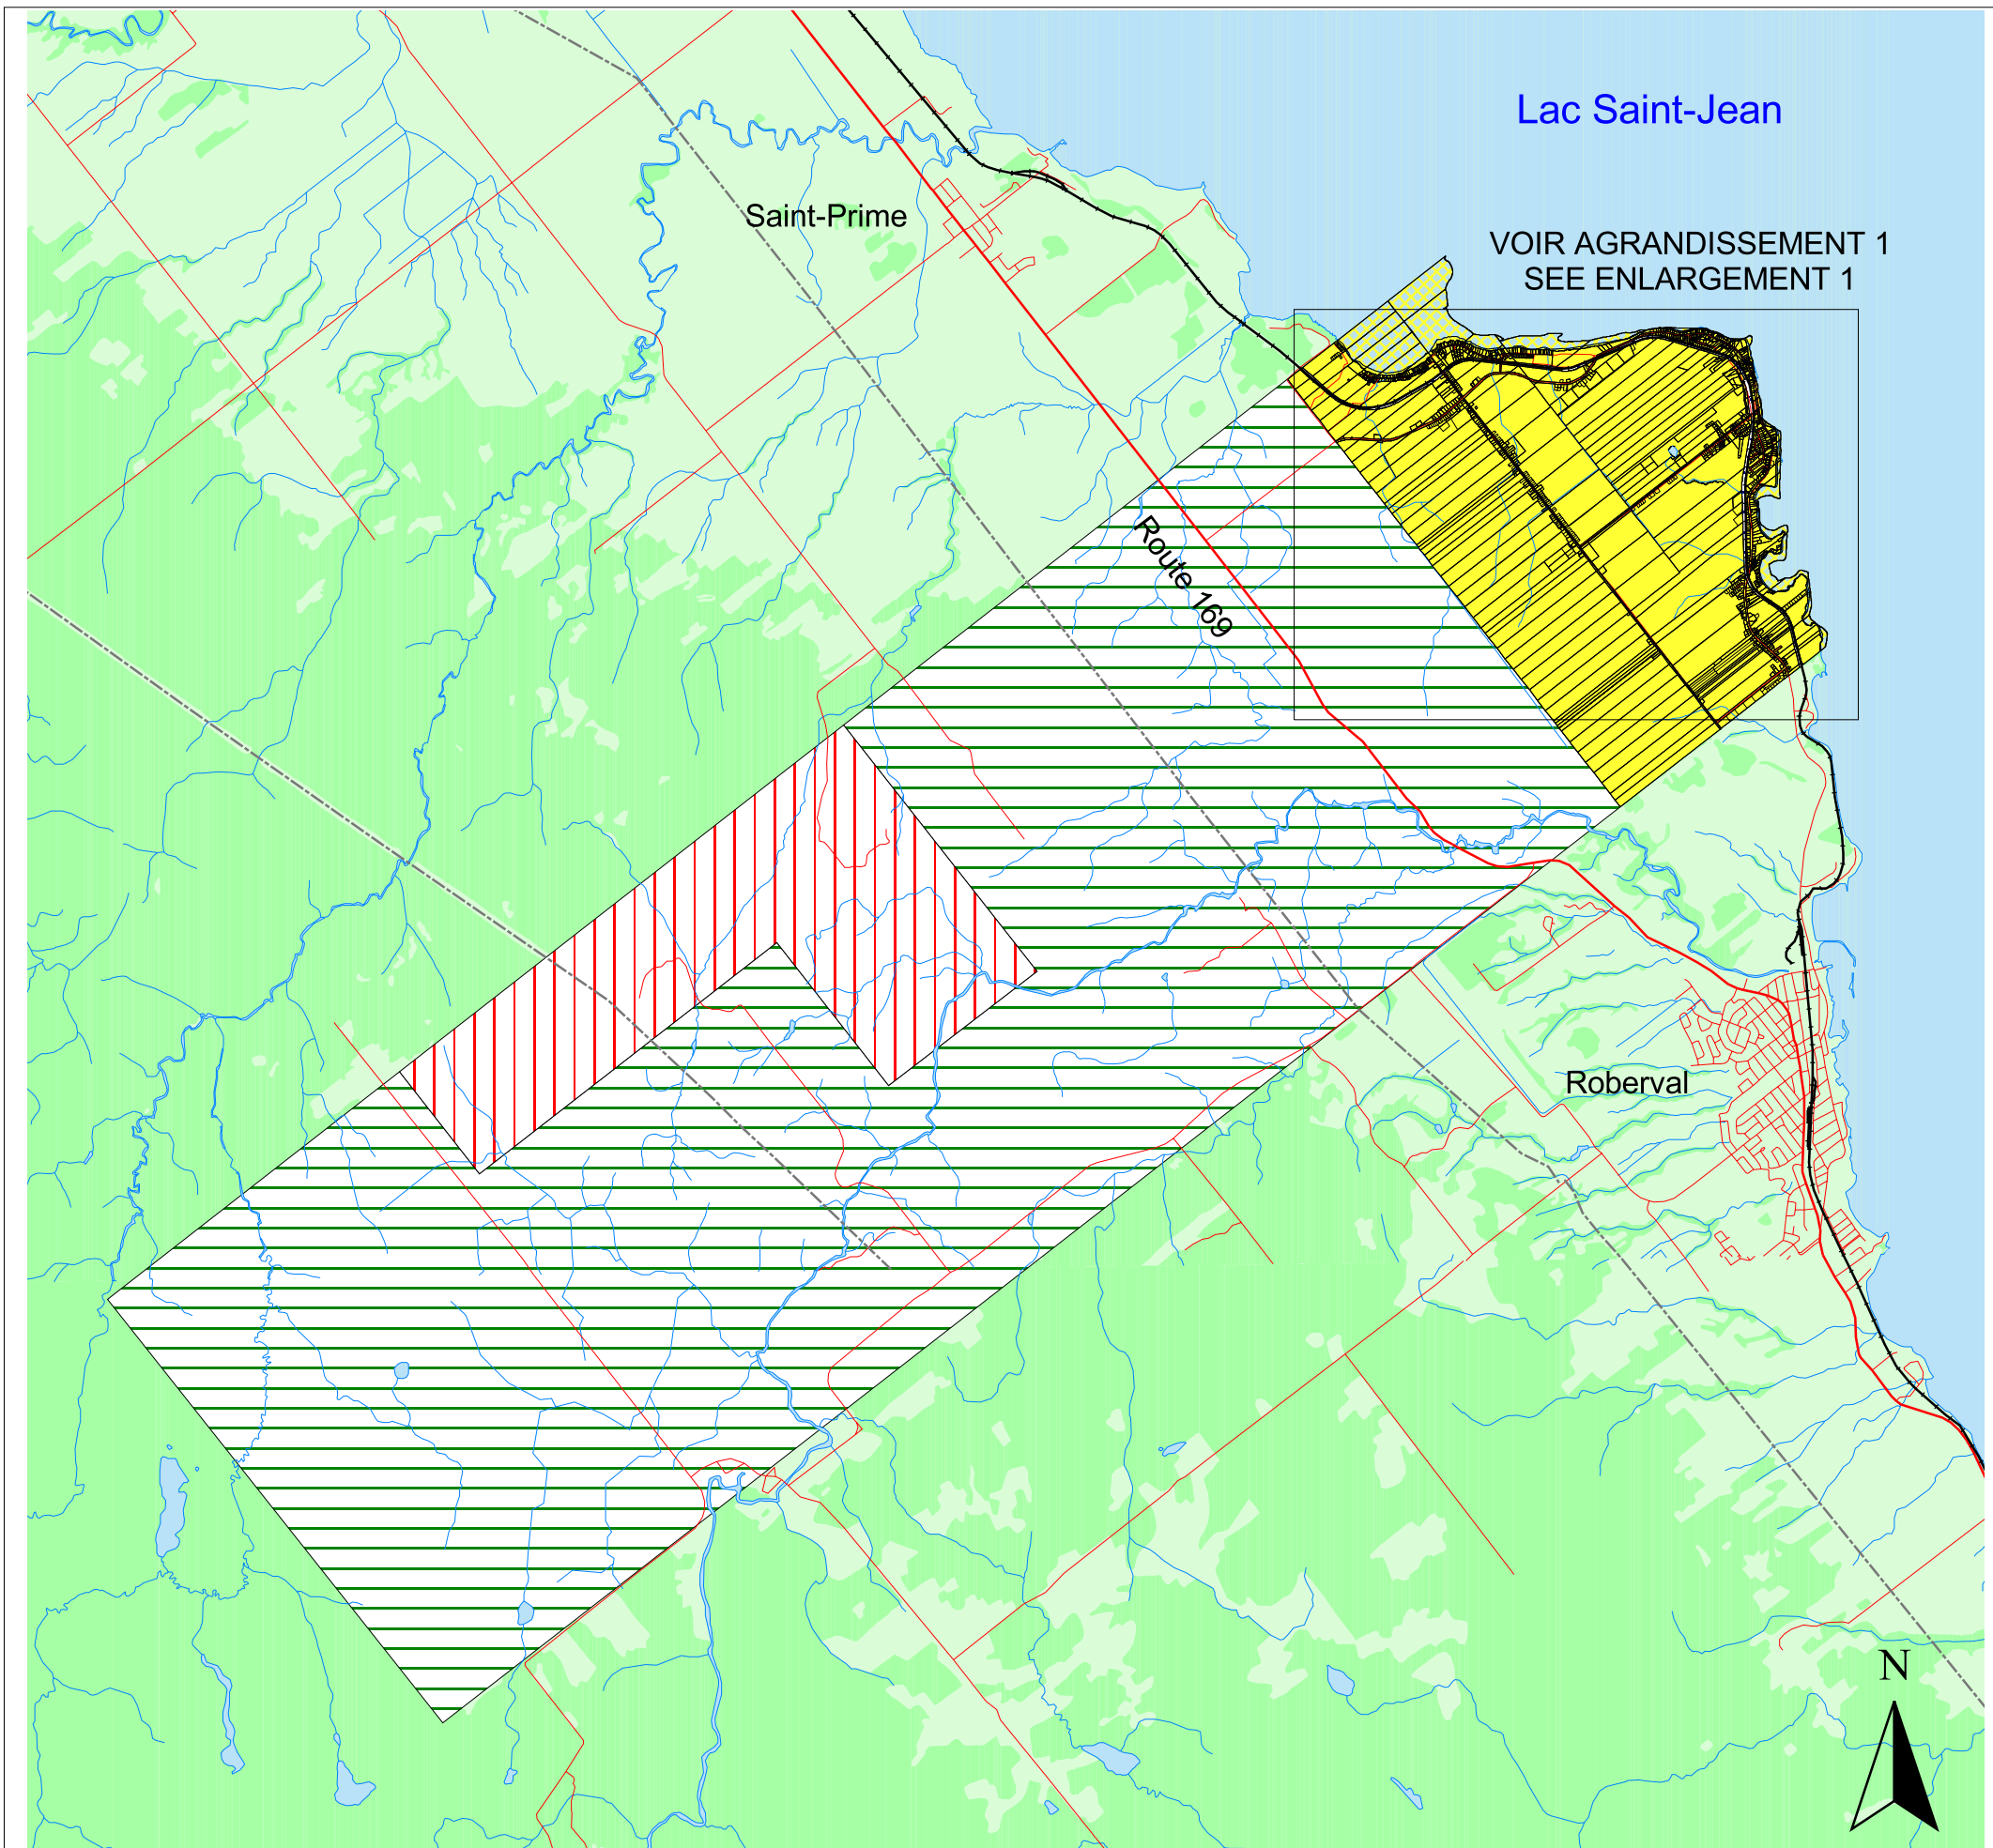 Lac Saint-Jean
Saint-Prime
VOIR AGRANDISSEMENT 1
SEE ENLARGEMENT 1
Route 169
Roberval
N